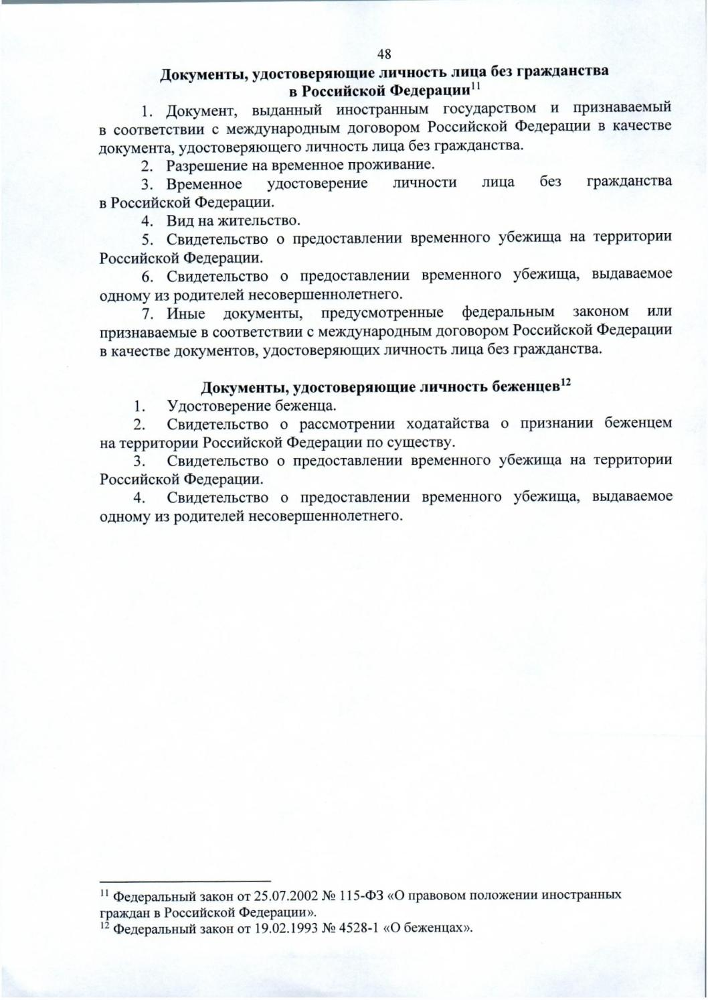 48
Документы, удостоверяющие личность лица без гражданства
в Российской Федерации11
1. Документ, выданный иностранным государством и признаваемый
в соответствии с международным договором Российской Федерации в качестве
документа, удостоверяющего личность лица без гражданства.
2. Разрешение на временное проживание.
3. Временное удостоверение личности лица без гражданства
в Российской Федерации.
4. Вид на жительство.
5. Свидетельство о предоставлении временного убежища на территории
Российской Федерации.
6. Свидетельство о предоставлении временного убежища, выдаваемое
одному из родителей несовершеннолетнего.
7. Иные документы, предусмотренные федеральным законом или
признаваемые в соответствии с международным договором Российской Федерации
в качестве документов, удостоверяющих личность лица без гражданства.
Документы, удостоверяющие личность беженцев12
1. Удостоверение беженца.
2. Свидетельство о рассмотрении ходатайства о признании беженцем
на территории Российской Федерации по существу.
3. Свидетельство о предоставлении временного убежища на территории
Российской Федерации.
4. Свидетельство о предоставлении временного убежища, выдаваемое
одному из родителей несовершеннолетнего.
11 Федеральный закон от 25.07.2002 № 115-ФЗ «О правовом положении иностранных
граждан в Российской Федерации».
12 Федеральный закон от 19.02.1993 № 4528-1 «О беженцах».